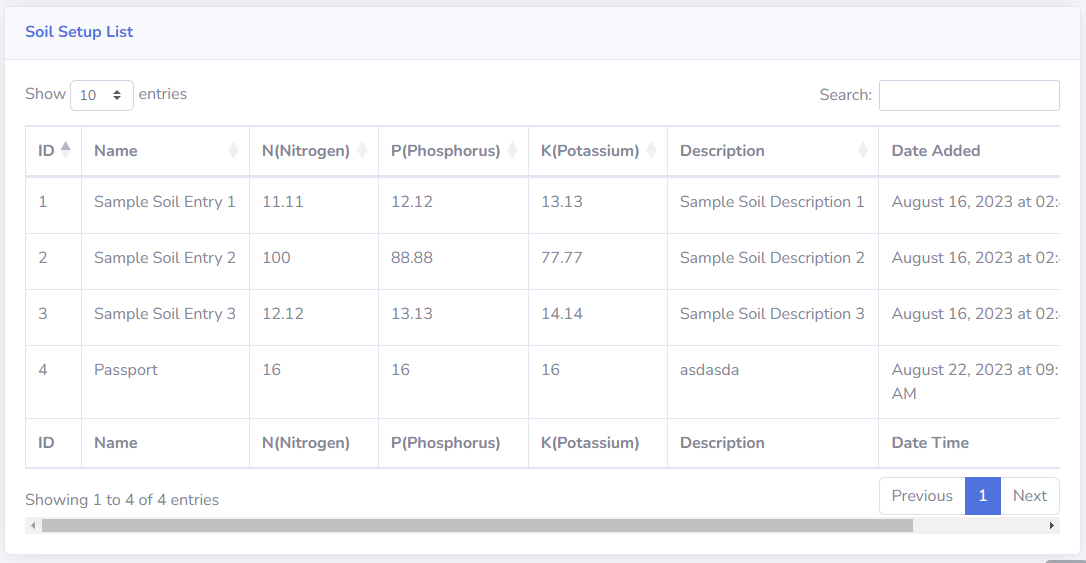 Soil Setup List
Show 10 entries
Search:
ID Name N(Nitrogen) P(Phosphorus) K(Potassium) Description Date Added
1 Sample Soil Entry 1 11.11 12.12 13.13 Sample Soil Description 1 August 16, 2023 at 02:
2 Sample Soil Entry 2 100 88.88 77.77 Sample Soil Description 2 August 16, 2023 at 02:
3 Sample Soil Entry 3 12.12 13.13 14.14 Sample Soil Description 3 August 16, 2023 at 02:
4 Passport 16 16 16 asdasda August 22, 2023 at 09:
AM
ID Name N(Nitrogen) P(Phosphorus) K(Potassium) Description Date Time
Showing 1 to 4 of 4 entries
Previous 1 Next